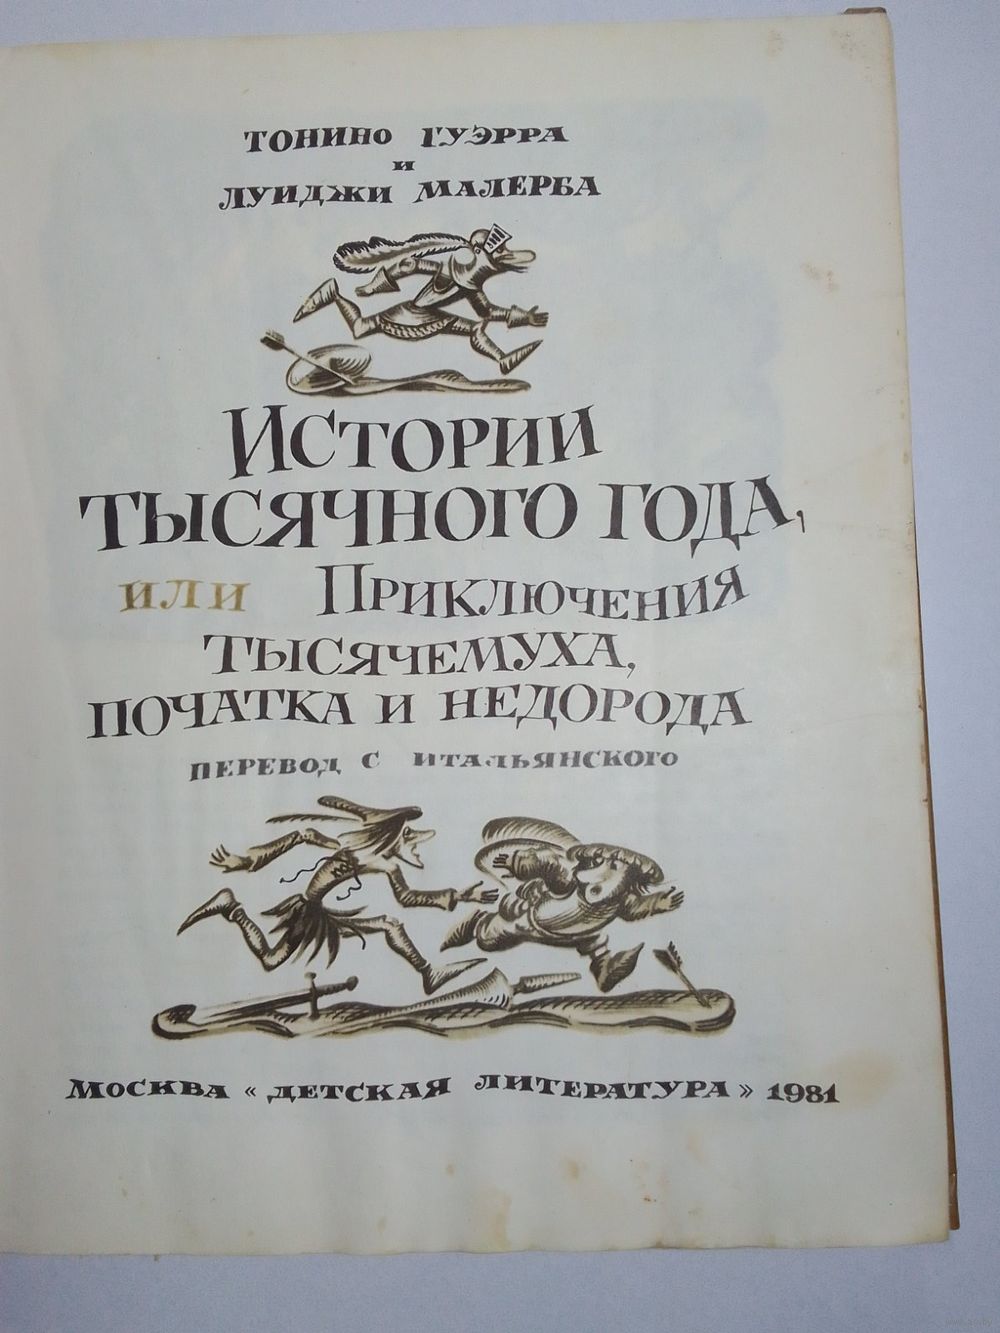 Тонино Гуэрра
и
Луиджи Малерба
Истории
тысячного года,
или Приключения
Тысячемуха,
Початка и Недорода
Перевод с итальянского
Москва «Детская литература» 1981